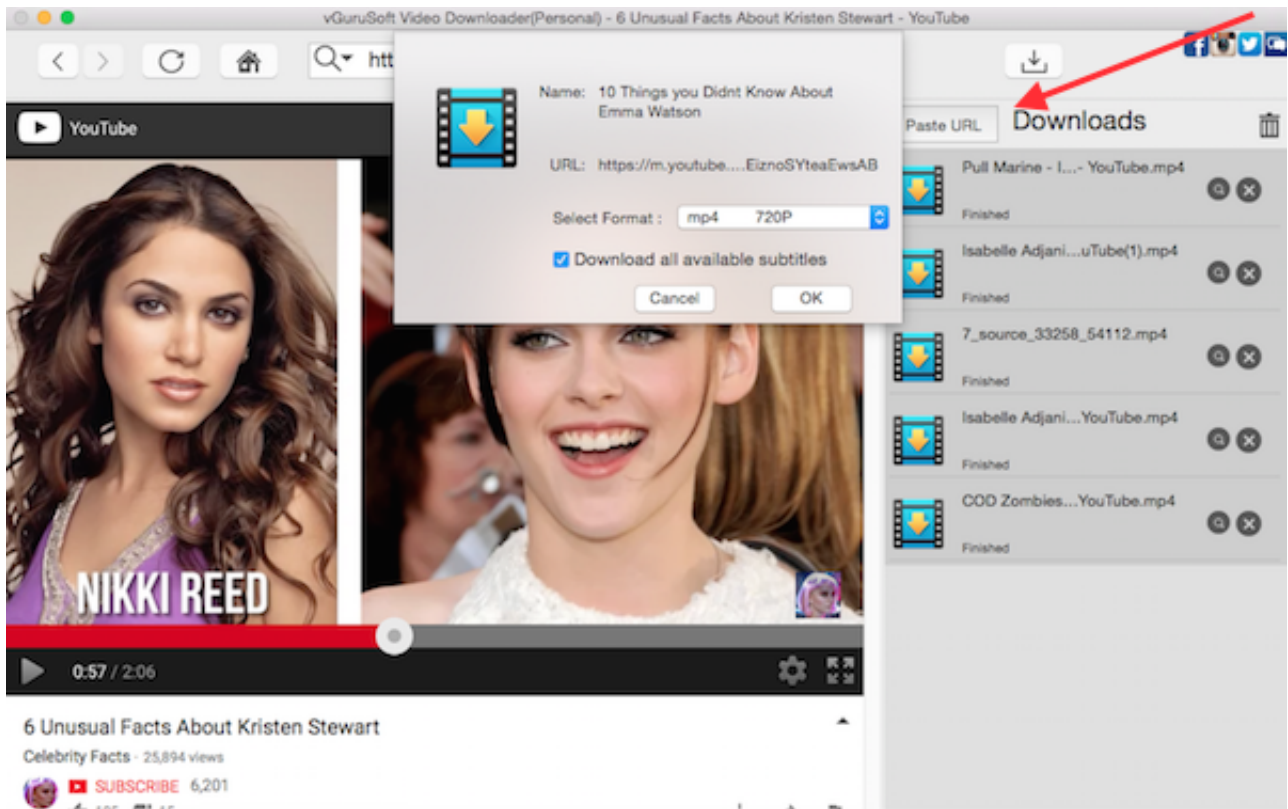 vGuruSoft Video Downloader(Personal) - 6 Unusual Facts About Kristen Stewart - YouTube
htt
Name: 10 Things you Didnt Know About
Emma Watson
URL: https://m.youtube....EiznoSYteaEwsAB
Select Format : mp4 720P
Download all available subtitles
Cancel OK
YouTube
NIKKI REED
0:57 / 2:06
6 Unusual Facts About Kristen Stewart
Celebrity Facts · 25,894 views
SUBSCRIBE 6,201
Paste URL Downloads
Pull Marine - I...- YouTube.mp4
Finished
Isabelle Adjani...uTube(1).mp4
Finished
7_source_33258_54112.mp4
Finished
Isabelle Adjani...YouTube.mp4
Finished
COD Zombies...YouTube.mp4
Finished